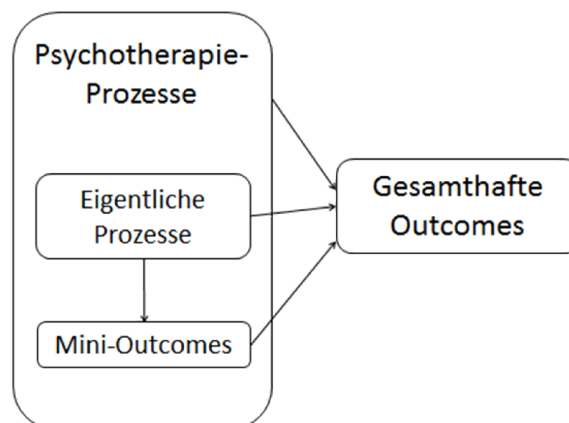 Psychotherapie-
Prozesse
Eigentliche
Prozesse
Mini-Outcomes
Gesamthafte
Outcomes